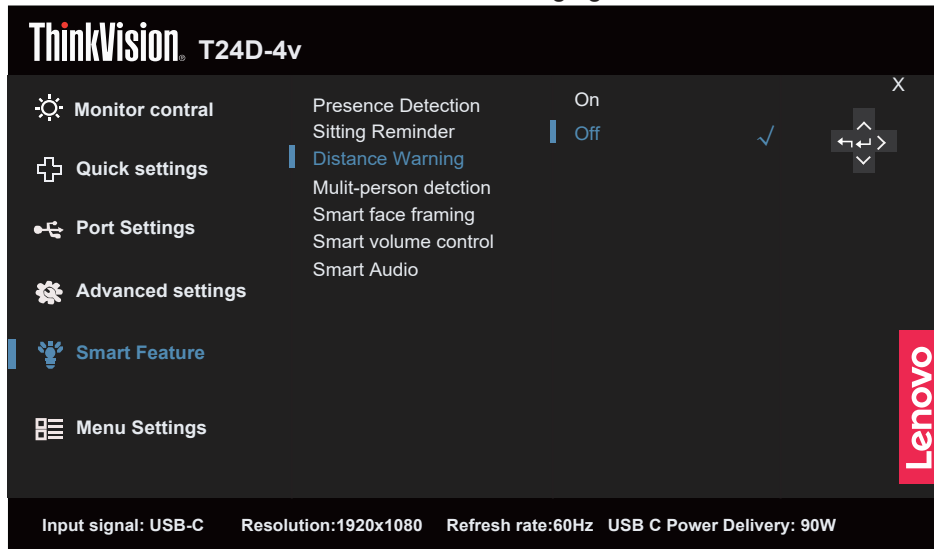 ThinkVision® T24D-4v
X
Monitor contral
Quick settings
Port Settings
Advanced settings
Smart Feature
Menu Settings
Presence Detection
Sitting Reminder
Distance Warning
Mulit-person detction
Smart face framing
Smart volume control
Smart Audio
On
Off
Lenovo
Input signal: USB-C Resolution:1920x1080 Refresh rate:60Hz USB C Power Delivery: 90W